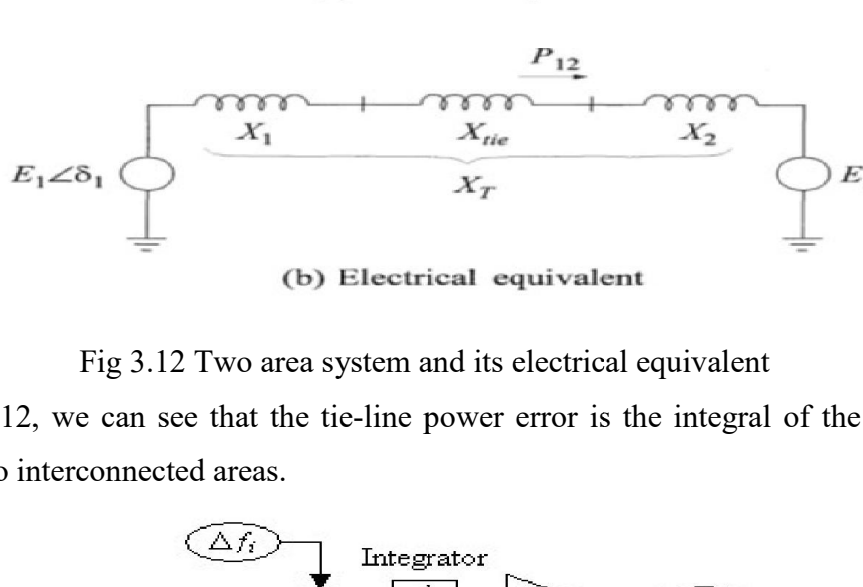 P12
X1 Xtie X2
E1∠δ1 E
XT
(b) Electrical equivalent
Fig 3.12 Two area system and its electrical equivalent
12, we can see that the tie-line power error is the integral of the
o interconnected areas.
Δfi
Integrator